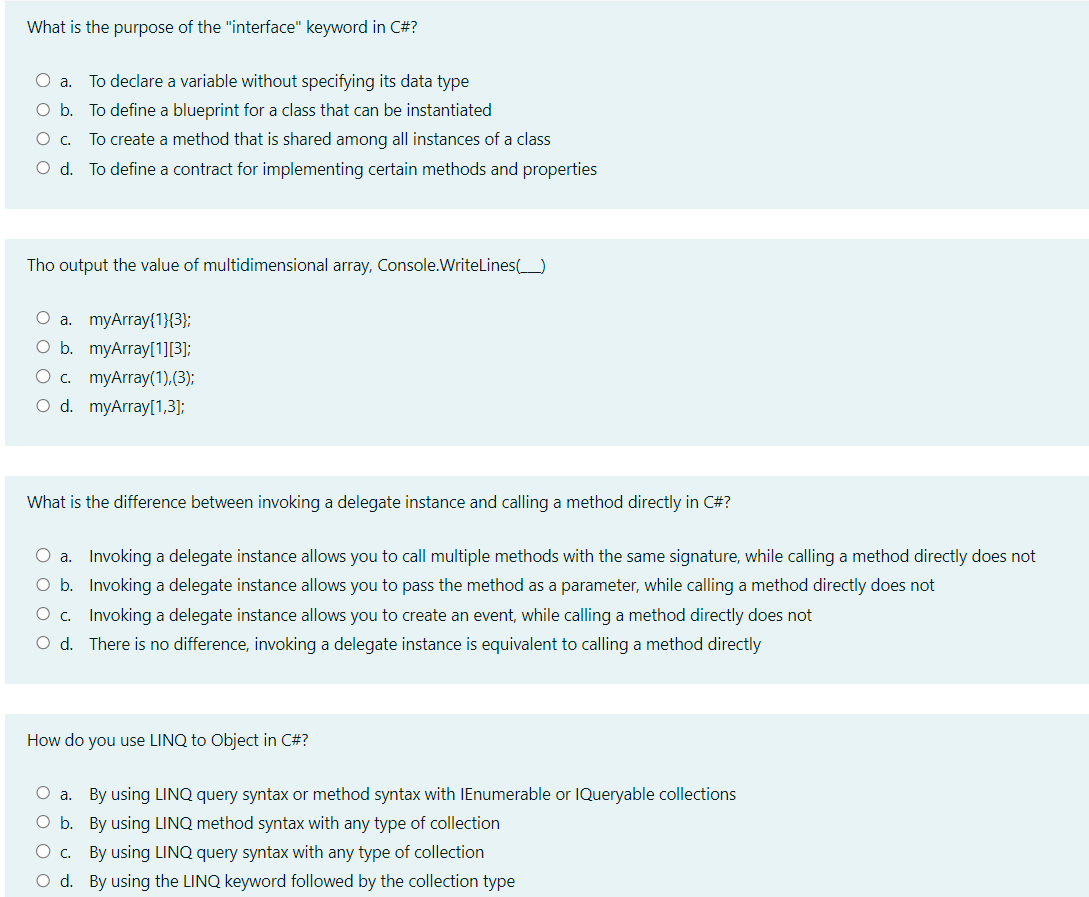 What is the purpose of the "interface" keyword in C#?
a. To declare a variable without specifying its data type
b. To define a blueprint for a class that can be instantiated
c. To create a method that is shared among all instances of a class
d. To define a contract for implementing certain methods and properties
Tho output the value of multidimensional array, Console.WriteLines(__)
a. myArray{1}{3};
b. myArray[1][3];
c. myArray(1),(3);
d. myArray[1,3];
What is the difference between invoking a delegate instance and calling a method directly in C#?
a. Invoking a delegate instance allows you to call multiple methods with the same signature, while calling a method directly does not
b. Invoking a delegate instance allows you to pass the method as a parameter, while calling a method directly does not
c. Invoking a delegate instance allows you to create an event, while calling a method directly does not
d. There is no difference, invoking a delegate instance is equivalent to calling a method directly
How do you use LINQ to Object in C#?
a. By using LINQ query syntax or method syntax with IEnumerable or IQueryable collections
b. By using LINQ method syntax with any type of collection
c. By using LINQ query syntax with any type of collection
d. By using the LINQ keyword followed by the collection type